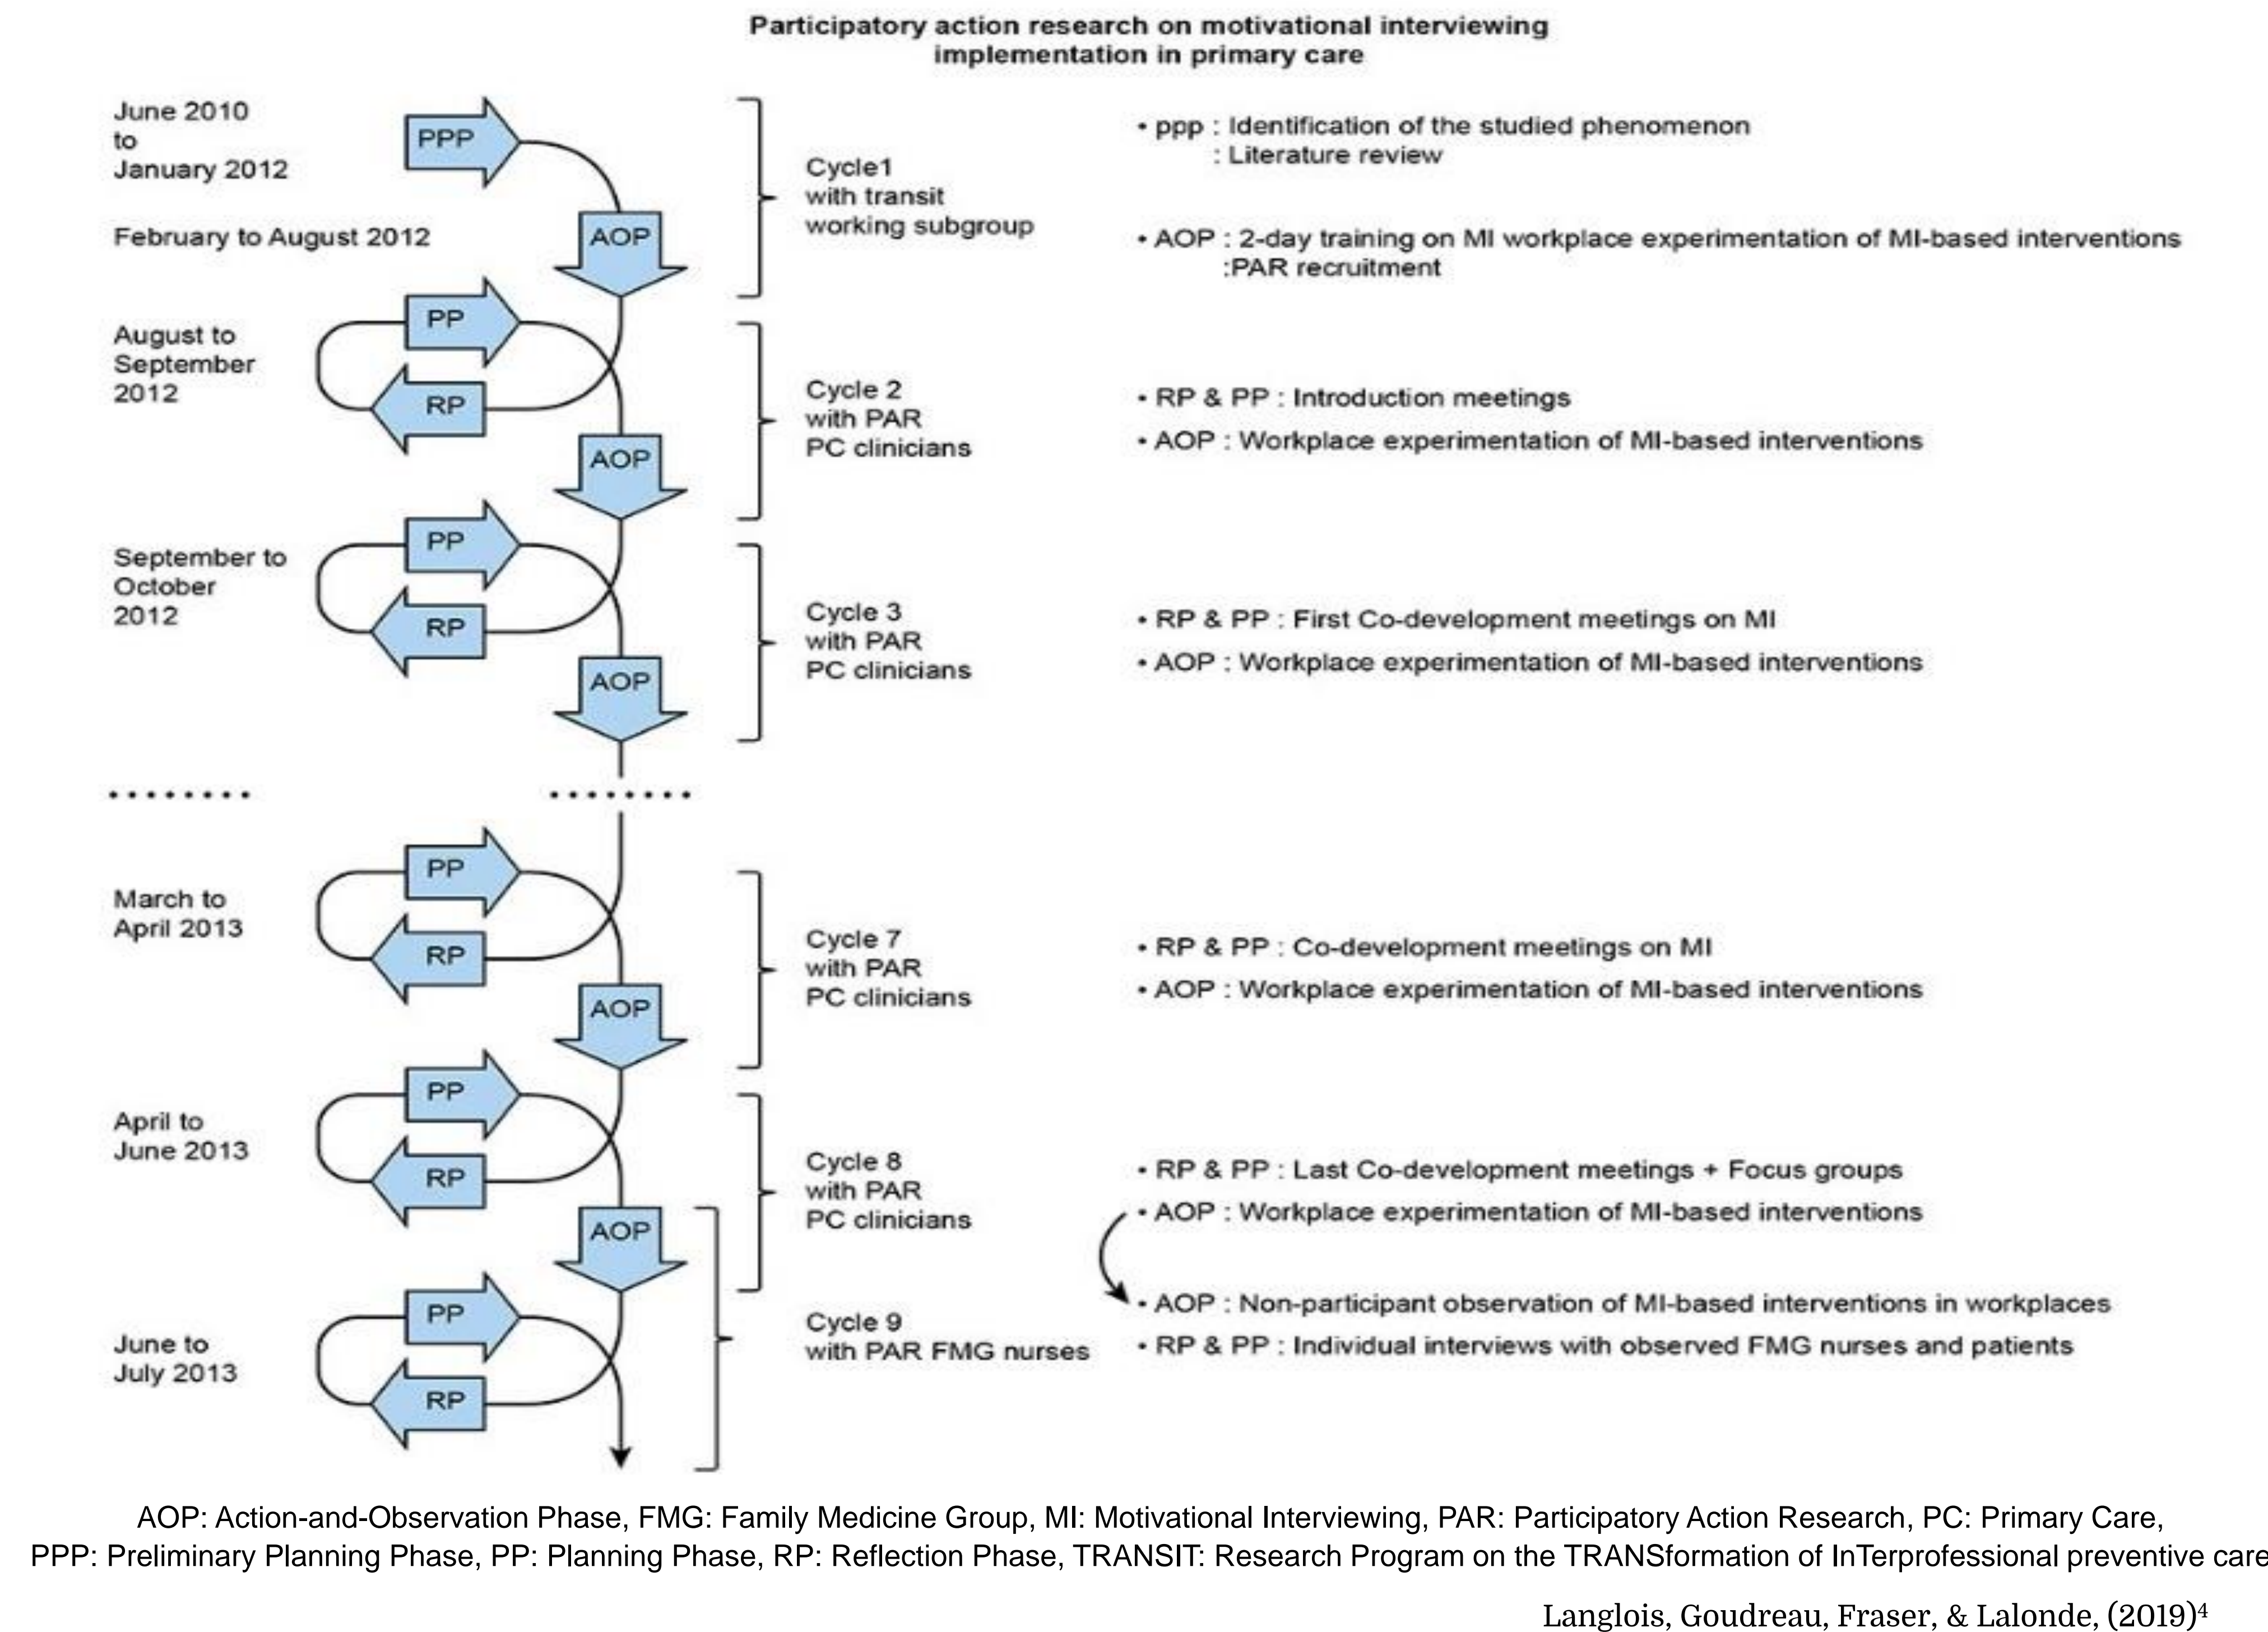 Participatory action research on motivational interviewing
implementation in primary care
June 2010
to
January 2012
PPP
Cycle1
with transit
working subgroup
• ppp : Identification of the studied phenomenon
: Literature review
February to August 2012
AOP
• AOP : 2-day training on MI workplace experimentation of MI-based interventions
:PAR recruitment
August to
September
2012
PP
RP
AOP
Cycle 2
with PAR
PC clinicians
• RP & PP : Introduction meetings
• AOP : Workplace experimentation of MI-based interventions
September to
October
2012
PP
RP
AOP
Cycle 3
with PAR
PC clinicians
• RP & PP : First Co-development meetings on MI
• AOP : Workplace experimentation of MI-based interventions
........
........
March to
April 2013
PP
RP
AOP
Cycle 7
with PAR
PC clinicians
• RP & PP : Co-development meetings on MI
• AOP : Workplace experimentation of MI-based interventions
April to
June 2013
PP
RP
AOP
Cycle 8
with PAR
PC clinicians
• RP & PP : Last Co-development meetings + Focus groups
• AOP : Workplace experimentation of MI-based interventions
June to
July 2013
PP
RP
Cycle 9
with PAR FMG nurses
• AOP : Non-participant observation of MI-based interventions in workplaces
• RP & PP : Individual interviews with observed FMG nurses and patients
AOP: Action-and-Observation Phase, FMG: Family Medicine Group, MI: Motivational Interviewing, PAR: Participatory Action Research, PC: Primary Care,
PPP: Preliminary Planning Phase, PP: Planning Phase, RP: Reflection Phase, TRANSIT: Research Program on the TRANSformation of InTerprofessional preventive care
Langlois, Goudreau, Fraser, & Lalonde, (2019)⁴